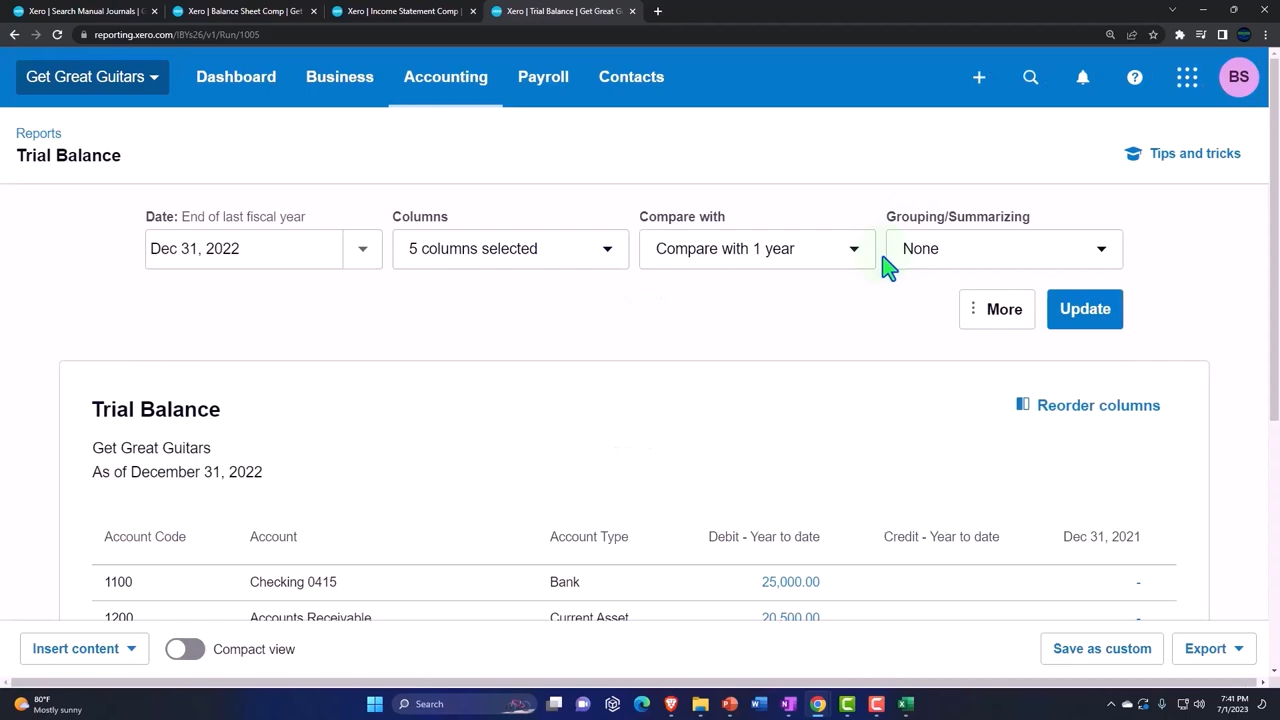 Xero | Search Manual Journals | G
Xero | Balance Sheet Comp | Get
Xero | Income Statement Comp |
Xero | Trial Balance | Get Great G
reporting.xero.com/!BYs26/v1/Run/1005
Get Great Guitars
Dashboard
Business
Accounting
Payroll
Contacts
BS
Reports
Trial Balance
Tips and tricks
Date: End of last fiscal year
Columns
Compare with
Grouping/Summarizing
Dec 31, 2022
5 columns selected
Compare with 1 year
None
More
Update
Trial Balance
Reorder columns
Get Great Guitars
As of December 31, 2022
Account Code Account Account Type Debit - Year to date Credit - Year to date Dec 31, 2021
1100 Checking 0415 Bank 25,000.00 -
1200 Accounts Receivable Current Asset 20,500.00 -
Insert content
Compact view
Save as custom
Export
80°F
Mostly sunny
Search
7:41 PM
7/1/2023